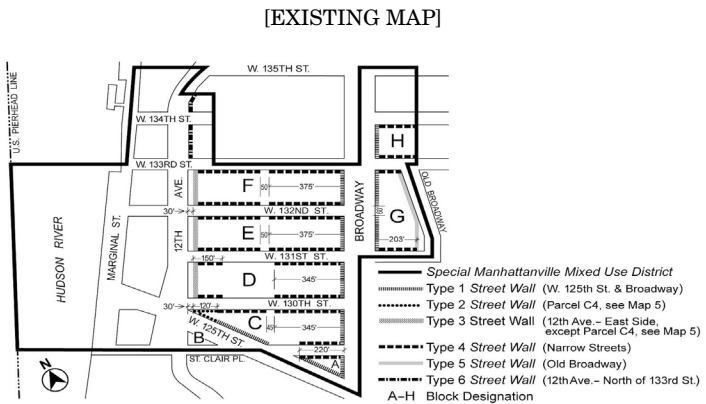 [EXISTING MAP]
U.S. PIERHEAD LINE
W. 135TH ST.
W. 134TH ST.
H
W. 133RD ST.
AVE.
F
50'
375'
BROADWAY
OLD BROADWAY
30'
W. 132ND ST.
G
HUDSON RIVER
MARGINAL ST.
12TH
E
50'
375'
203'
150'
W. 131ST ST.
D
345'
30'
120'
W. 130TH ST.
C
45'
345'
W. 125TH ST.
B
220'
ST. CLAIR PL.
A
N
Special Manhattanville Mixed Use District
Type 1 Street Wall (W. 125th St. & Broadway)
Type 2 Street Wall (Parcel C4, see Map 5)
Type 3 Street Wall (12th Ave.– East Side,
except Parcel C4, see Map 5)
Type 4 Street Wall (Narrow Streets)
Type 5 Street Wall (Old Broadway)
Type 6 Street Wall (12th Ave.– North of 133rd St.)
A–H Block Designation